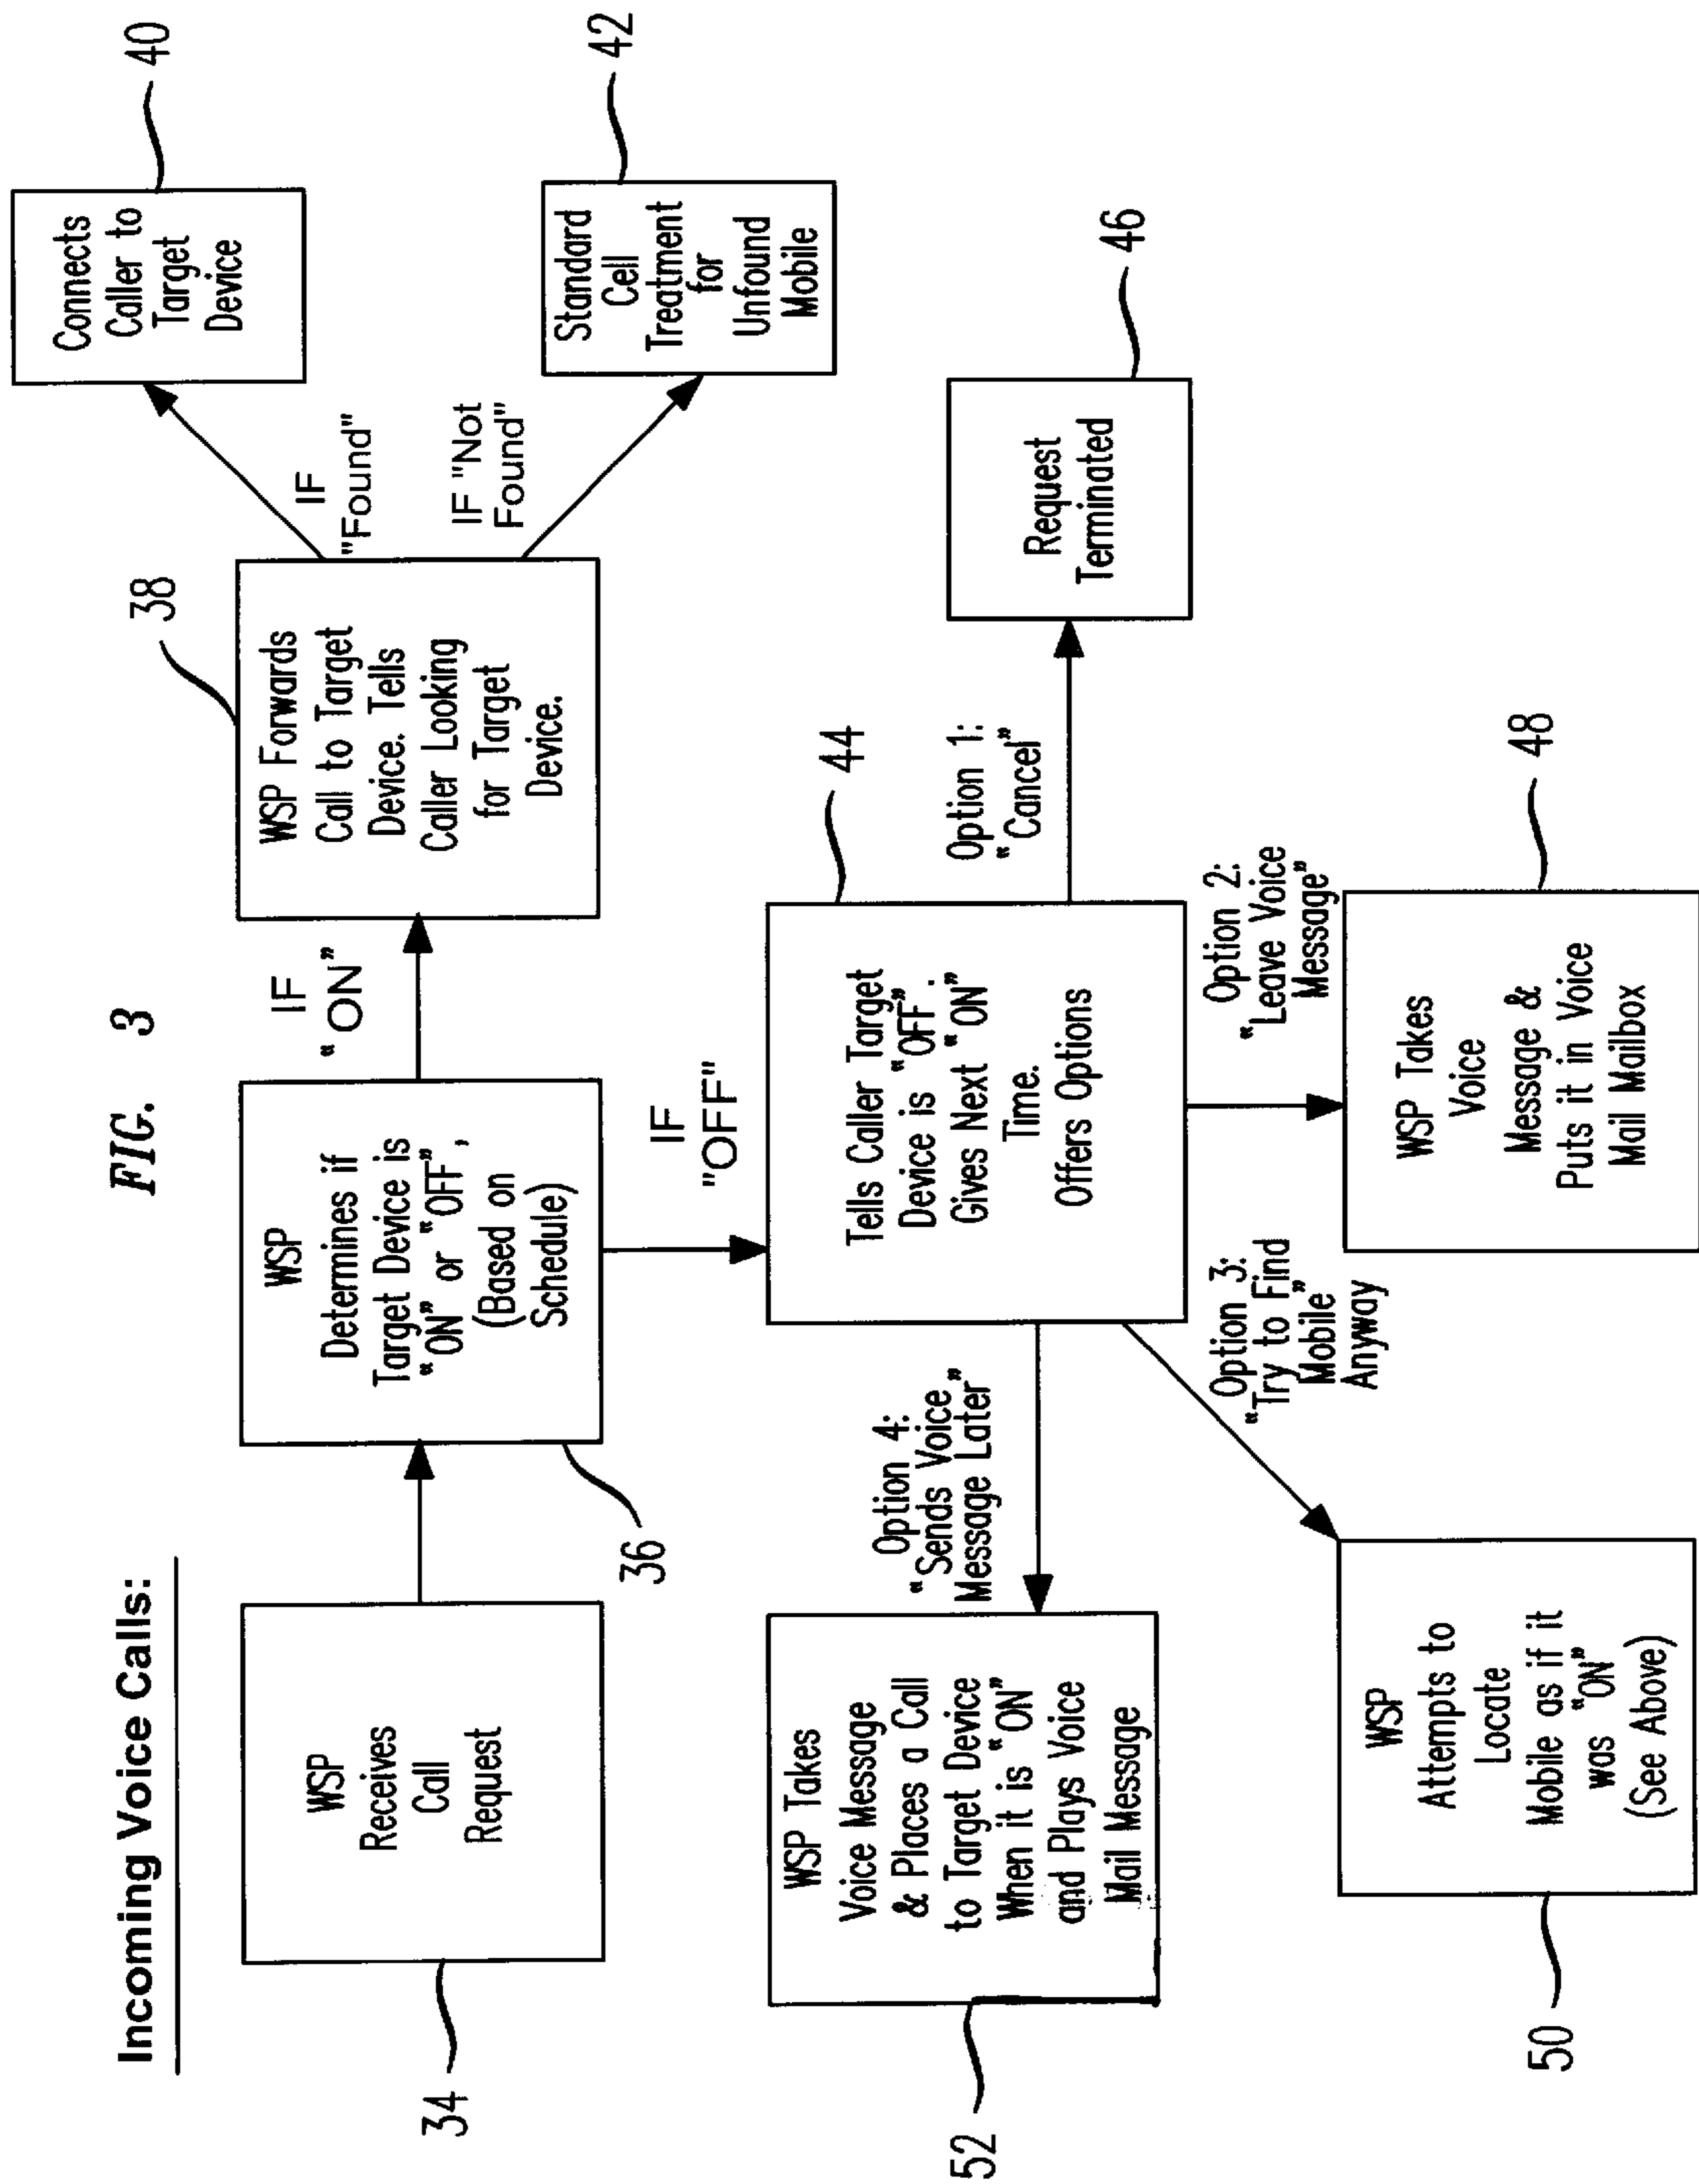 FIG. 3
Incoming Voice Calls:
WSP
Receives
Call
Request
34
WSP
Determines if
Target Device is
“ON” or “OFF”,
(Based on
Schedule)
36
IF
“ON”
WSP Forwards
Call to Target
Device. Tells
Caller Looking
for Target
Device.
38
IF
"Found"
Connects
Caller to
Target
Device
40
IF "Not
Found"
Standard
Cell
Treatment
for
Unfound
Mobile
42
IF
"OFF"
Tells Caller Target
Device is “OFF”.
Gives Next “ON”
Time.
Offers Options
44
Option 1:
“Cancel”
Request
Terminated
46
Option 2:
“Leave Voice
Message”
WSP Takes
Voice
Message &
Puts it in Voice
Mail Mailbox
48
Option 3:
“Try to Find
Mobile”
Anyway
WSP
Attempts to
Locate
Mobile as if it
was “ON”
(See Above)
50
Option 4:
“Sends Voice”
Message Later
WSP Takes
Voice Message
& Places a Call
to Target Device
When it is “ON”
and Plays Voice
Mail Message
52